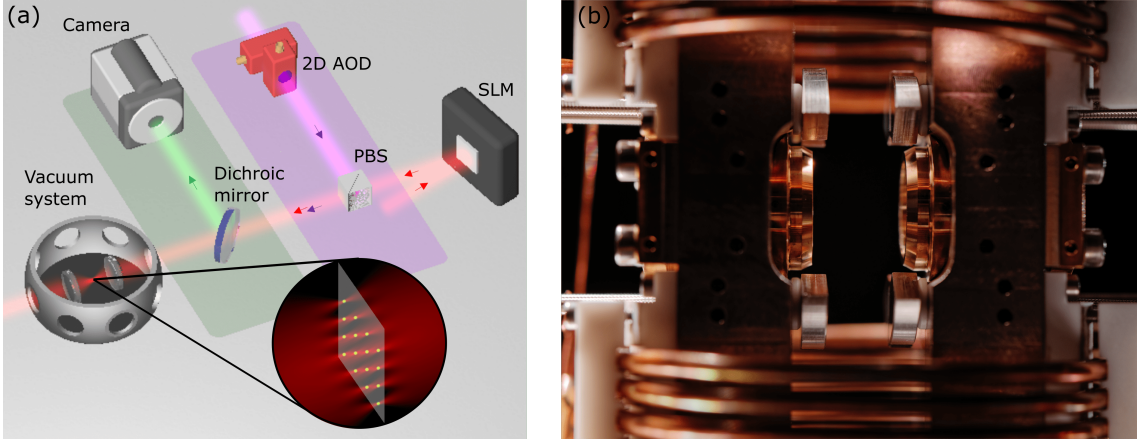 (a)
Camera
2D AOD
SLM
PBS
Dichroic
mirror
Vacuum
system
(b)